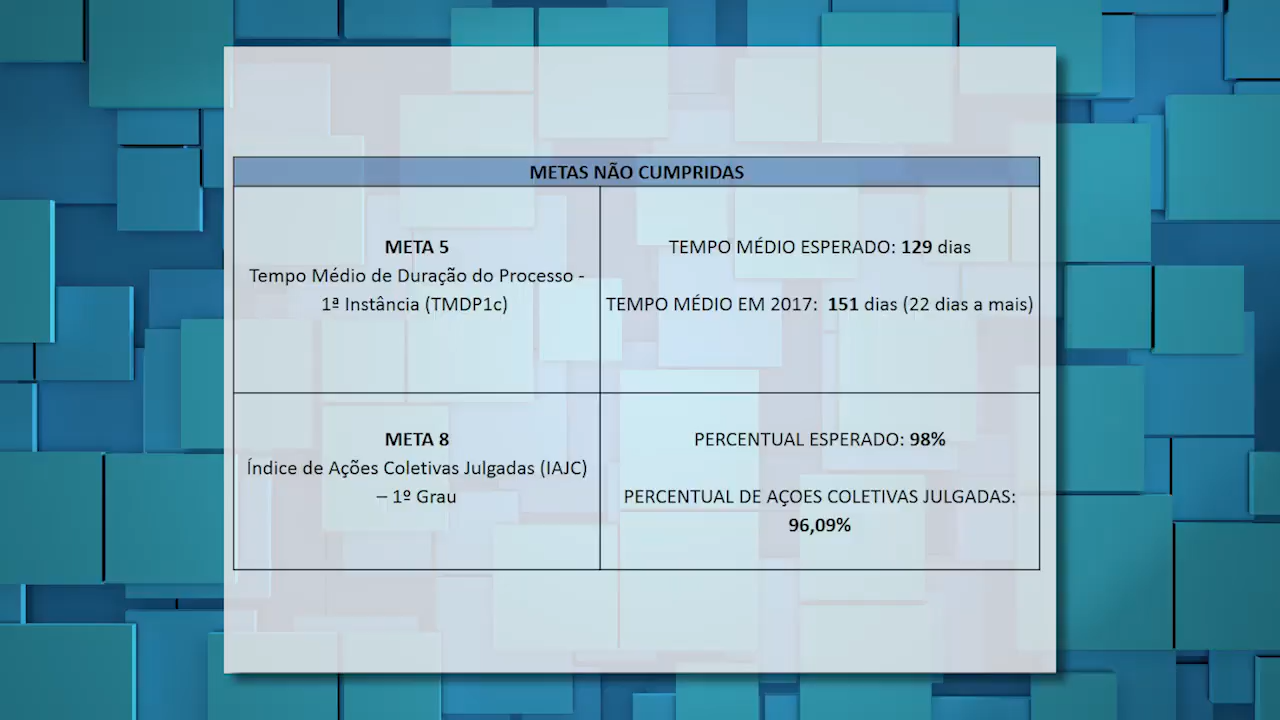 METAS NÃO CUMPRIDAS
META 5
Tempo Médio de Duração do Processo -
1ª Instância (TMDP1c)
TEMPO MÉDIO ESPERADO: 129 dias
TEMPO MÉDIO EM 2017: 151 dias (22 dias a mais)
META 8
Índice de Ações Coletivas Julgadas (IAJC)
– 1º Grau
PERCENTUAL ESPERADO: 98%
PERCENTUAL DE AÇOES COLETIVAS JULGADAS:
96,09%